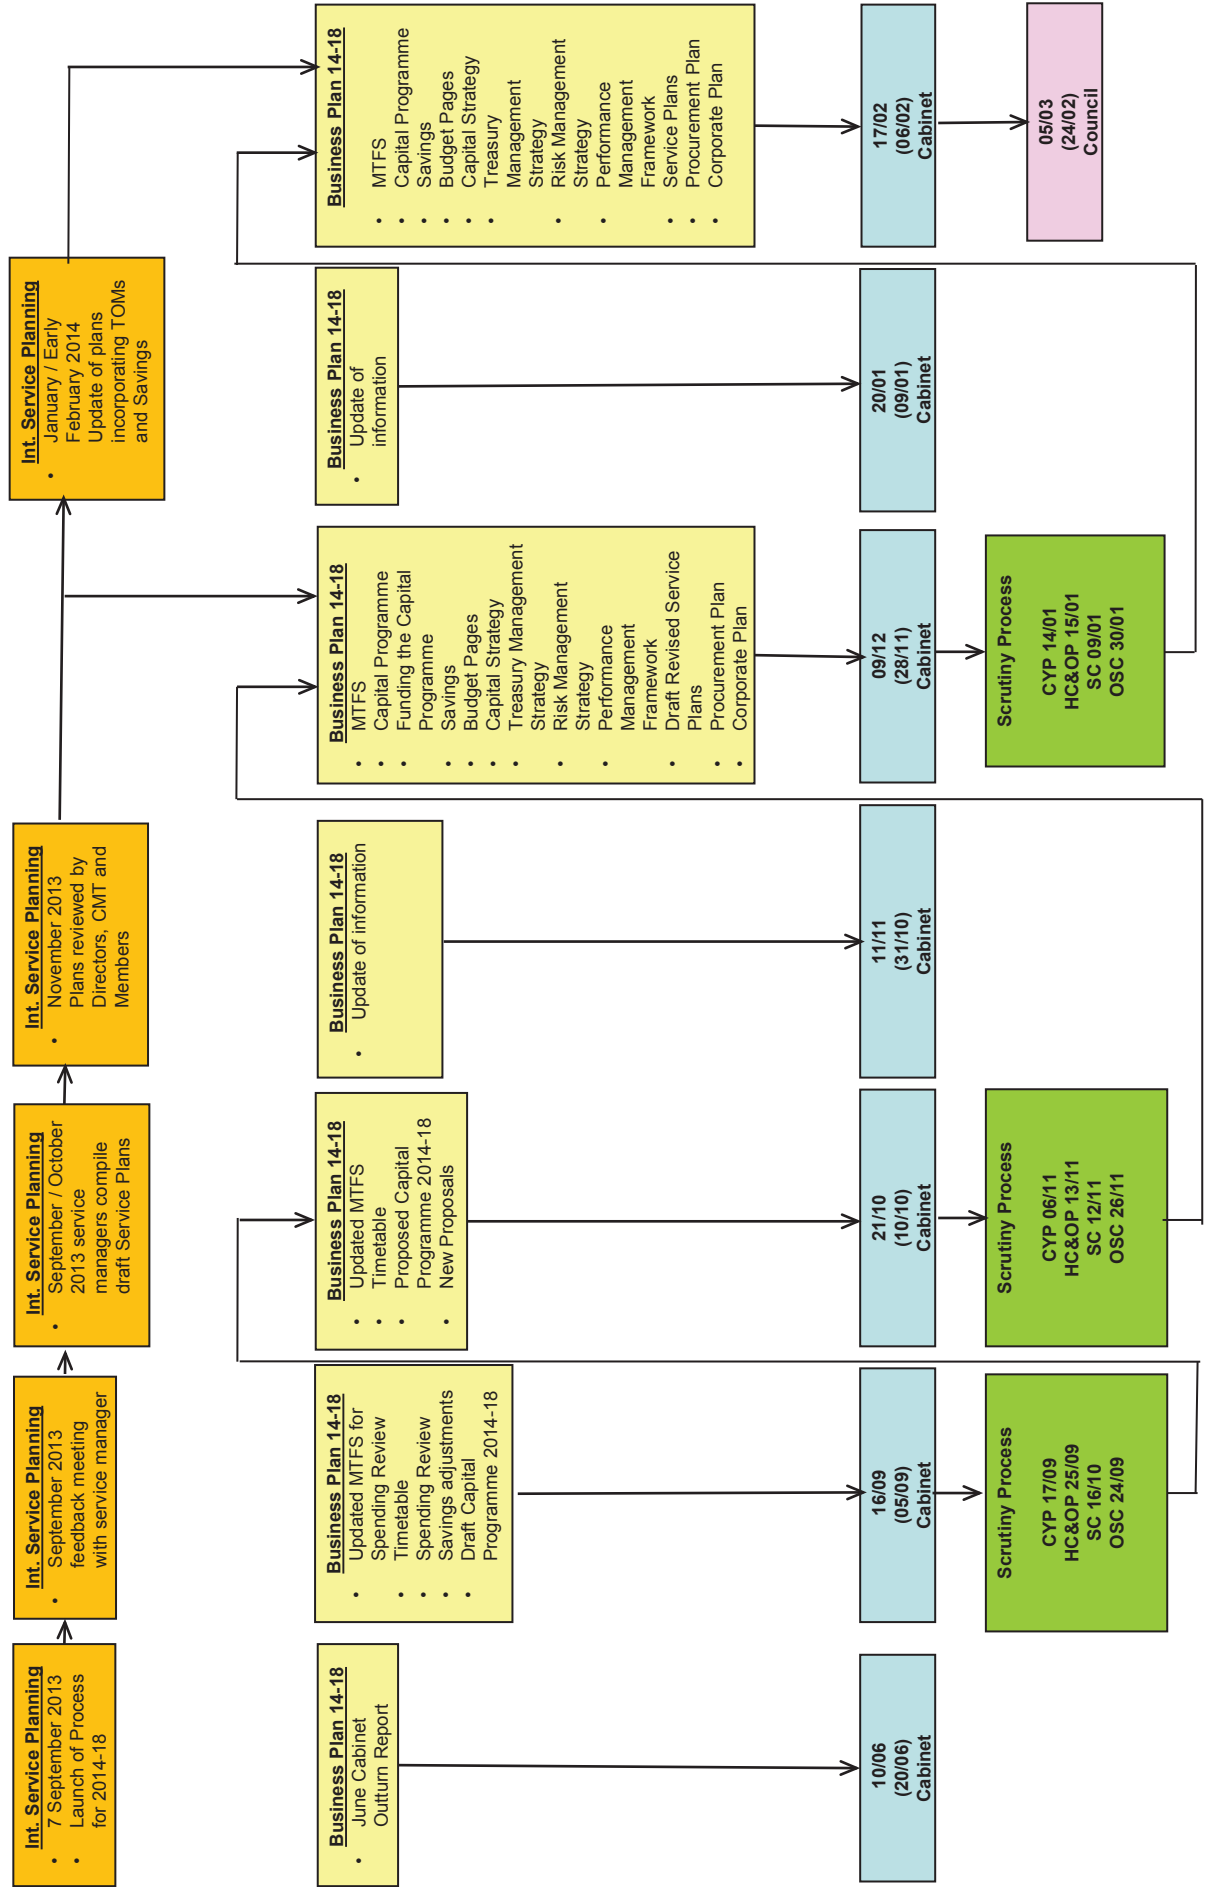 Int. Service Planning
7 September 2013
Launch of Process
for 2014-18
Int. Service Planning
September 2013
feedback meeting
with service manager
Int. Service Planning
September / October
2013 service
managers compile
draft Service Plans
Int. Service Planning
November 2013
Plans reviewed by
Directors, CMT and
Members
Int. Service Planning
January / Early
February 2014
Update of plans
incorporating TOMs
and Savings
Business Plan 14-18
June Cabinet
Outturn Report
Business Plan 14-18
Updated MTFS for
Spending Review
Timetable
Spending Review
Savings adjustments
Draft Capital
Programme 2014-18
Business Plan 14-18
Updated MTFS
Timetable
Proposed Capital
Programme 2014-18
New Proposals
Business Plan 14-18
Update of information
Business Plan 14-18
MTFS
Capital Programme
Funding the Capital
Programme
Savings
Budget Pages
Capital Strategy
Treasury Management
Strategy
Risk Management
Strategy
Performance
Management
Framework
Draft Revised Service
Plans
Procurement Plan
Corporate Plan
Business Plan 14-18
Update of
information
Business Plan 14-18
MTFS
Capital Programme
Savings
Budget Pages
Capital Strategy
Treasury
Management
Strategy
Risk Management
Strategy
Performance
Management
Framework
Service Plans
Procurement Plan
Corporate Plan
10/06
(20/06)
Cabinet
16/09
(05/09)
Cabinet
21/10
(10/10)
Cabinet
11/11
(31/10)
Cabinet
09/12
(28/11)
Cabinet
20/01
(09/01)
Cabinet
17/02
(06/02)
Cabinet
Scrutiny Process
CYP 17/09
HC&OP 25/09
SC 16/10
OSC 24/09
Scrutiny Process
CYP 06/11
HC&OP 13/11
SC 12/11
OSC 26/11
Scrutiny Process
CYP 14/01
HC&OP 15/01
SC 09/01
OSC 30/01
05/03
(24/02)
Council